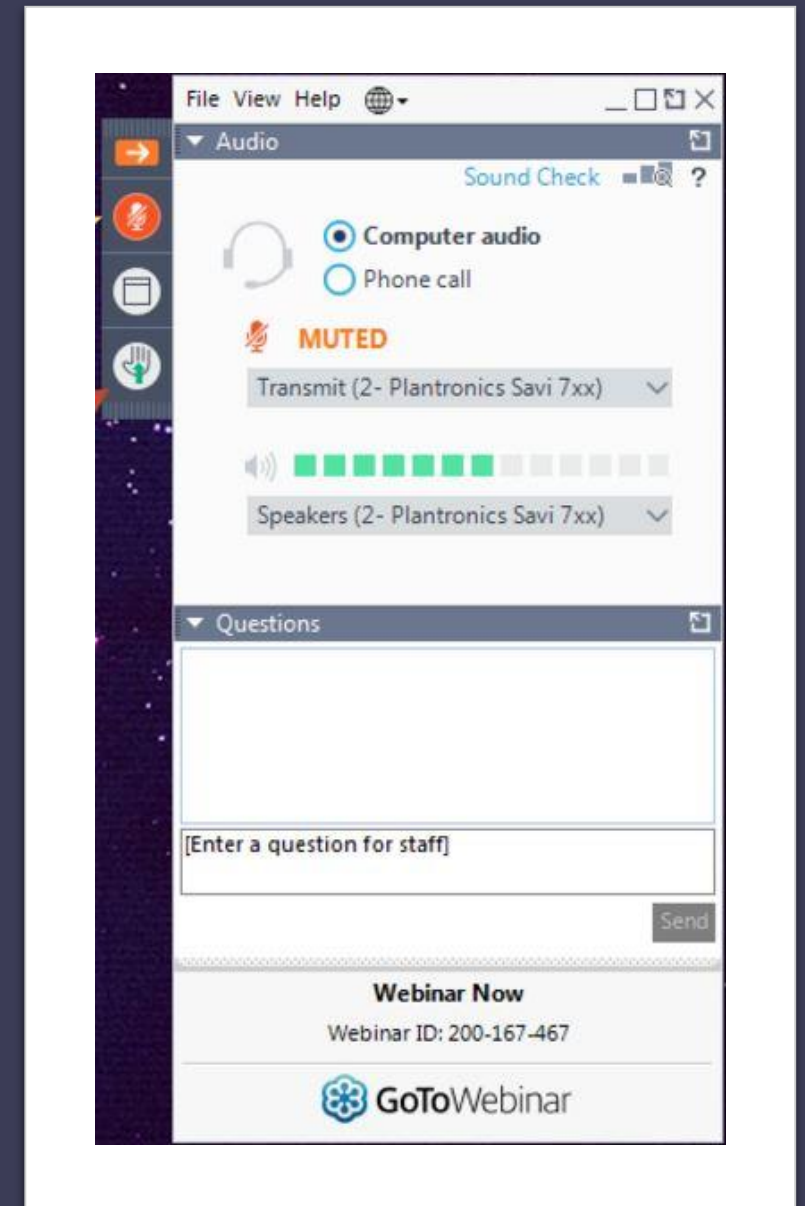 File View Help
Audio
Sound Check ?
Computer audio
Phone call
MUTED
Transmit (2- Plantronics Savi 7xx)
Speakers (2- Plantronics Savi 7xx)
Questions
[Enter a question for staff]
Send
Webinar Now
Webinar ID: 200-167-467
GoToWebinar